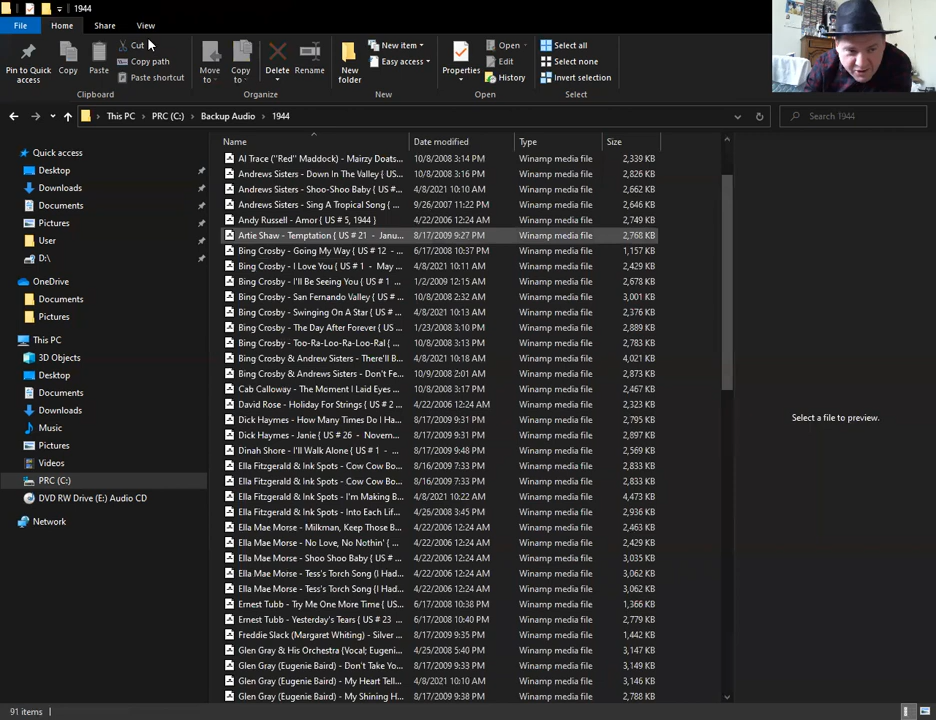 1944
File Home Share View
Pin to Quick access
Copy
Paste
Cut
Copy path
Paste shortcut
Clipboard
Move to
Copy to
Delete
Rename
Organize
New folder
New item
Easy access
New
Properties
Open
Edit
History
Open
Select all
Select none
Invert selection
Select
This PC > PRC (C:) > Backup Audio > 1944
Search 1944
Quick access
Desktop
Downloads
Documents
Pictures
User
D:\
OneDrive
Documents
Pictures
This PC
3D Objects
Desktop
Documents
Downloads
Music
Pictures
Videos
PRC (C:)
DVD RW Drive (E:) Audio CD
Network
Name Date modified Type Size
Al Trace ("Red" Maddock) - Mairzy Doats... 10/8/2008 3:14 PM Winamp media file 2,339 KB
Andrews Sisters - Down In The Valley { US... 10/8/2008 3:16 PM Winamp media file 2,826 KB
Andrews Sisters - Shoo-Shoo Baby { US #... 4/8/2021 10:10 AM Winamp media file 2,662 KB
Andrews Sisters - Sing A Tropical Song {... 9/26/2007 11:22 PM Winamp media file 2,646 KB
Andy Russell - Amor { US # 5, 1944 } 4/22/2006 12:24 AM Winamp media file 2,749 KB
Artie Shaw - Temptation { US # 21 - Janu... 8/17/2009 9:27 PM Winamp media file 2,768 KB
Bing Crosby - Going My Way { US # 12 -... 6/17/2008 10:37 PM Winamp media file 1,157 KB
Bing Crosby - I Love You { US # 1 - May... 4/8/2021 10:11 AM Winamp media file 2,429 KB
Bing Crosby - I'll Be Seeing You { US # 1... 1/2/2009 12:15 AM Winamp media file 2,678 KB
Bing Crosby - San Fernando Valley { US #... 10/8/2008 2:32 AM Winamp media file 3,001 KB
Bing Crosby - Swinging On A Star { US #... 4/8/2021 10:13 AM Winamp media file 2,376 KB
Bing Crosby - The Day After Forever { US... 1/23/2008 3:10 PM Winamp media file 2,889 KB
Bing Crosby - Too-Ra-Loo-Ra-Loo-Ral {... 10/8/2008 3:13 PM Winamp media file 2,783 KB
Bing Crosby & Andrew Sisters - There'll B... 4/8/2021 10:18 AM Winamp media file 4,021 KB
Bing Crosby & Andrews Sisters - Don't Fe... 10/9/2008 2:01 AM Winamp media file 2,673 KB
Cab Calloway - The Moment I Laid Eyes... 10/8/2008 3:17 PM Winamp media file 2,467 KB
David Rose - Holiday For Strings { US # 2... 4/22/2006 12:24 AM Winamp media file 2,323 KB
Dick Haymes - How Many Times Do I Ha... 8/17/2009 9:31 PM Winamp media file 2,795 KB
Dick Haymes - Janie { US # 26 - Novem... 8/17/2009 9:31 PM Winamp media file 2,897 KB
Dinah Shore - I'll Walk Alone { US # 1 -... 8/17/2009 9:48 PM Winamp media file 2,569 KB
Ella Fitzgerald & Ink Spots - Cow Cow Bo... 8/16/2009 7:33 PM Winamp media file 2,833 KB
Ella Fitzgerald & Ink Spots - Cow Cow Bo... 8/16/2009 7:33 PM Winamp media file 2,833 KB
Ella Fitzgerald & Ink Spots - I'm Making B... 4/8/2021 10:22 AM Winamp media file 4,473 KB
Ella Fitzgerald & Ink Spots - Into Each Life... 4/26/2008 3:45 PM Winamp media file 2,936 KB
Ella Mae Morse - Milkman, Keep Those B... 4/22/2006 12:24 AM Winamp media file 2,463 KB
Ella Mae Morse - No Love, No Nothin' {... 4/22/2006 12:24 AM Winamp media file 2,429 KB
Ella Mae Morse - Shoo Shoo Baby { US #... 4/22/2006 12:24 AM Winamp media file 3,035 KB
Ella Mae Morse - Tess's Torch Song (I Had... 4/22/2006 12:24 AM Winamp media file 3,062 KB
Ella Mae Morse - Tess's Torch Song (I Had... 4/22/2006 12:24 AM Winamp media file 3,062 KB
Ernest Tubb - Try Me One More Time { US... 6/17/2008 10:38 PM Winamp media file 1,366 KB
Ernest Tubb - Yesterday's Tears { US # 23... 6/17/2008 10:40 PM Winamp media file 2,779 KB
Freddie Slack (Margaret Whiting) - Silver... 8/17/2009 9:35 PM Winamp media file 1,442 KB
Glen Gray & His Orchestra {Vocal; Eugeni... 4/25/2008 5:44 PM Winamp media file 3,147 KB
Glen Gray (Eugenie Baird) - Don't Take Yo... 8/17/2009 9:33 PM Winamp media file 3,149 KB
Glen Gray (Eugenie Baird) - My Heart Tell... 4/22/2006 12:24 AM Winamp media file 3,146 KB
Glen Gray (Eugenie Baird) - My Shining H... 8/17/2009 9:38 PM Winamp media file 2,788 KB
Select a file to preview.
91 items